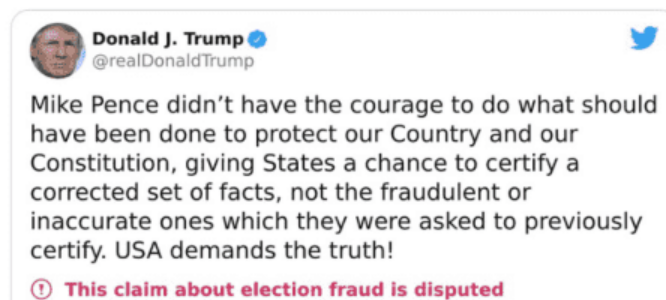 Donald J. Trump
@realDonaldTrump
Mike Pence didn’t have the courage to do what should
have been done to protect our Country and our
Constitution, giving States a chance to certify a
corrected set of facts, not the fraudulent or
inaccurate ones which they were asked to previously
certify. USA demands the truth!
This claim about election fraud is disputed